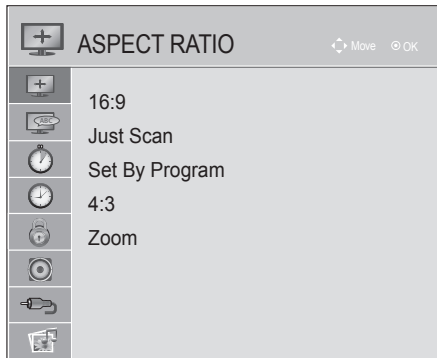 ASPECT RATIO
Move OK
ABC
16:9
Just Scan
Set By Program
4:3
Zoom